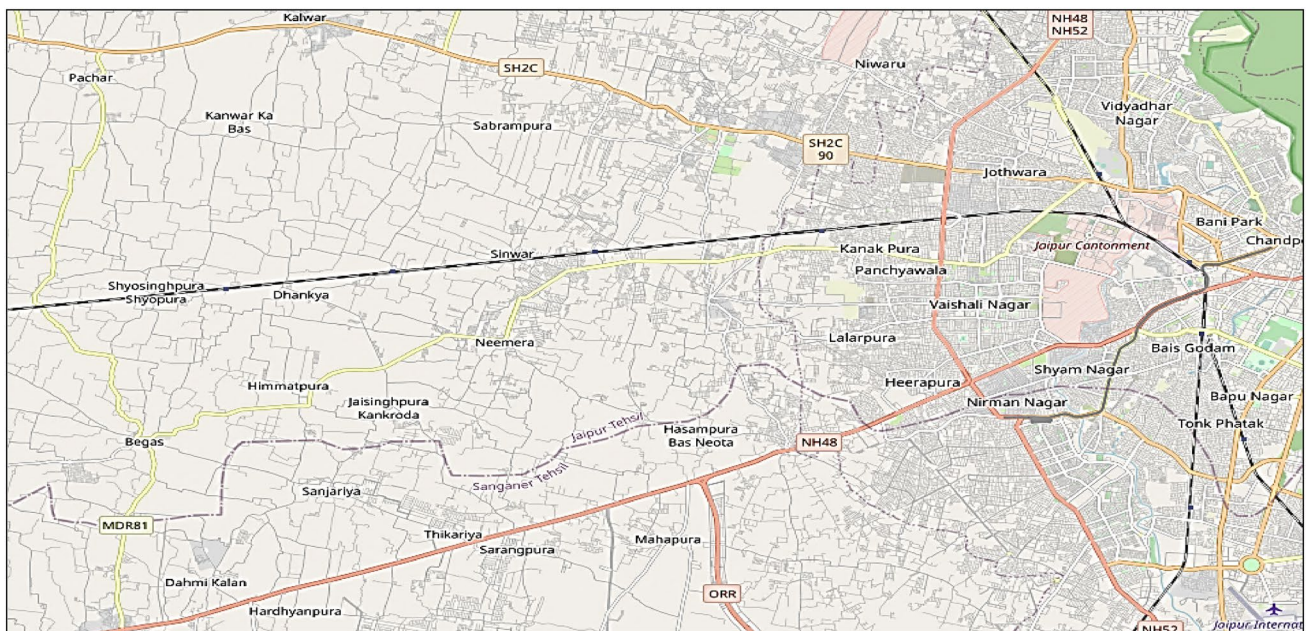 Kalwar
NH48
NH52
SH2C
Niwaru
Pachar
Vidyadhar
Nagar
Kanwar Ka
Bas
Sabrampura
SH2C
90
Jothwara
Bani Park
Chandpo
Jaipur Cantonment
Kanak Pura
Sinwar
Panchyawala
Shyosinghpura
Shyopura
Dhankya
Vaishali Nagar
Lalarpura
Neemera
Bais Godam
Shyam Nagar
Heerapura
Himmatpura
Bapu Nagar
Jaisinghpura
Kankroda
Nirman Nagar
Tonk Phatak
Jaipur Tehsil
Hasampura
Bas Neota
NH48
Begas
Sanganer Tehsil
Sanjariya
MDR81
Thikariya
Sarangpura
Mahapura
Dahmi Kalan
ORR
Hardhyanpura
NH52
Jaipur Internat